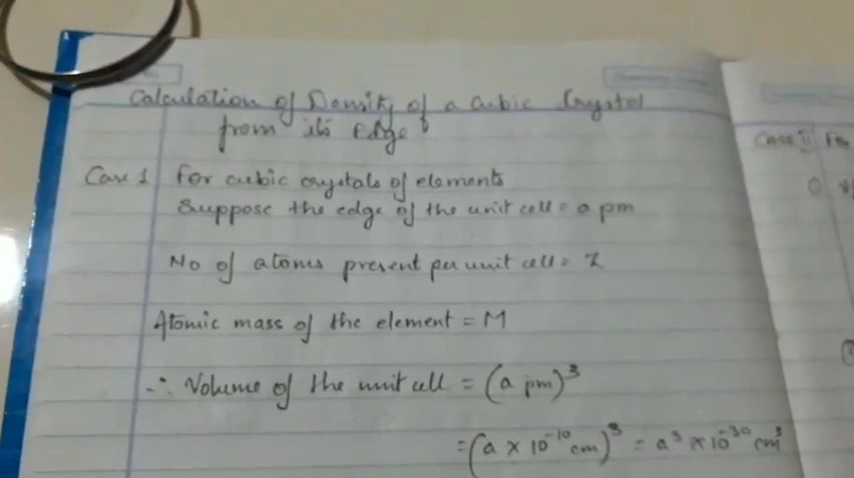 Calculation of Density of a Cubic Crystal
from its Edge
Case 1 For cubic crystals of elements
Suppose the edge of the unit cell = a pm
No of atoms present per unit cell = Z
Atomic mass of the element = M
∴ Volume of the unit cell = (a pm)³
= (a × 10⁻¹⁰ cm)³ = a³ × 10⁻³⁰ cm³
Case II For